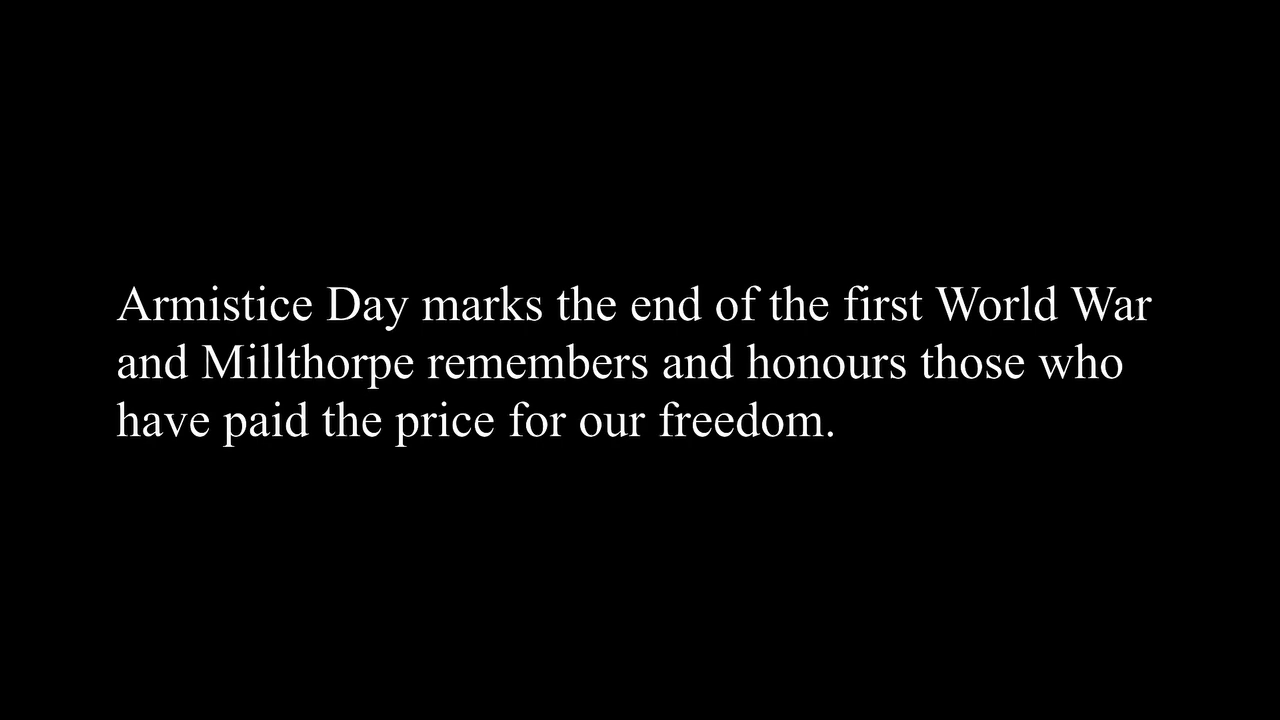 Armistice Day marks the end of the first World War
and Millthorpe remembers and honours those who
have paid the price for our freedom.